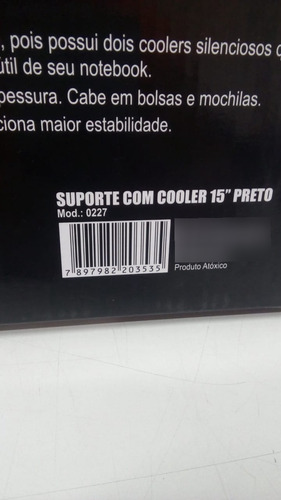 , pois possui dois coolers silenciosos
útil de seu notebook.
pessura. Cabe em bolsas e mochilas.
ciona maior estabilidade.
SUPORTE COM COOLER 15” PRETO
Mod.: 0227
7 897982 203535
Produto Atóxico